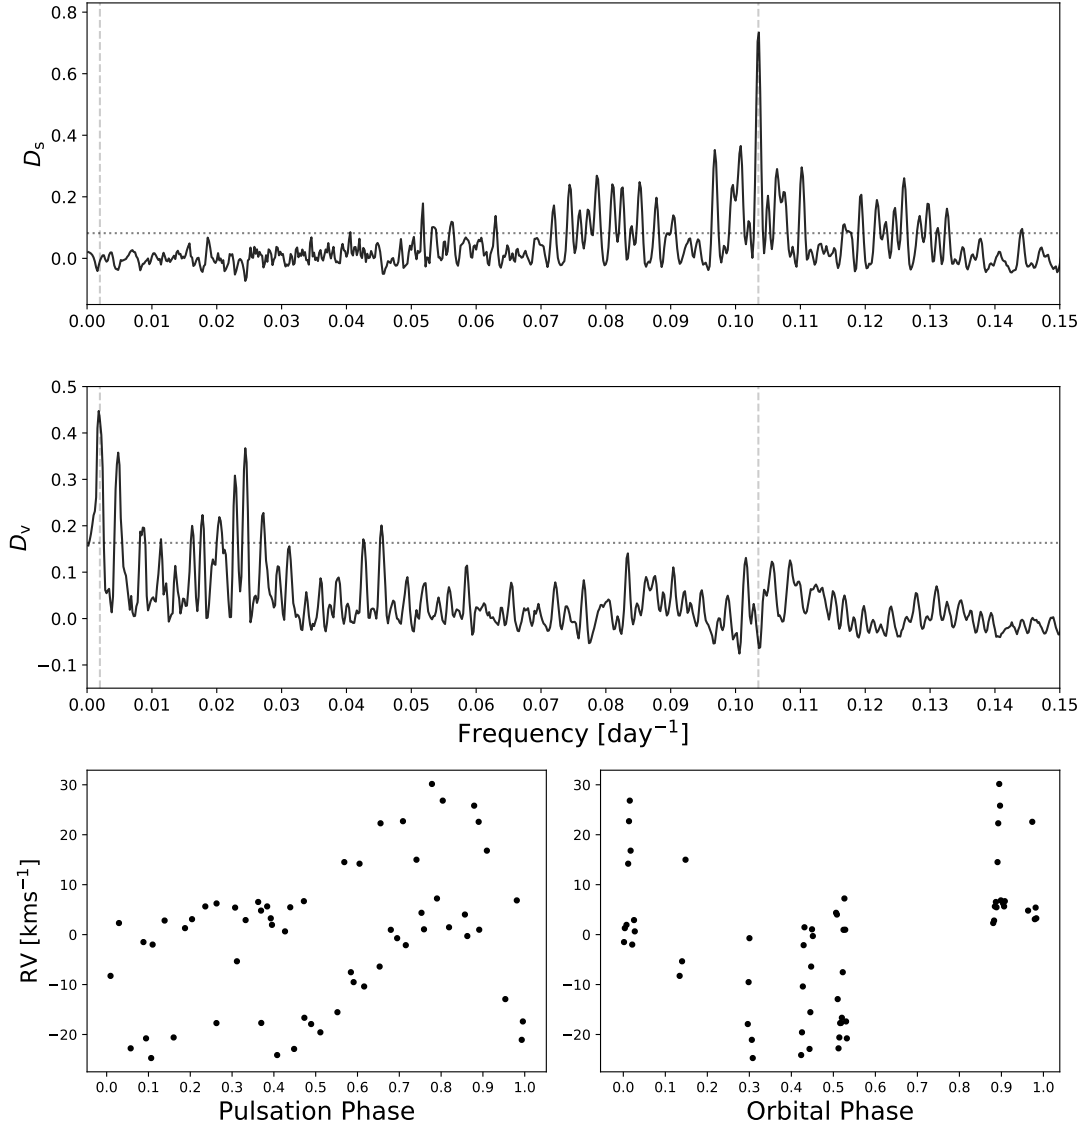 0.8
0.6
0.4
0.2
0.0
D_s
0.00 0.01 0.02 0.03 0.04 0.05 0.06 0.07 0.08 0.09 0.10 0.11 0.12 0.13 0.14 0.15
0.5
0.4
0.3
0.2
0.1
0.0
−0.1
D_v
0.00 0.01 0.02 0.03 0.04 0.05 0.06 0.07 0.08 0.09 0.10 0.11 0.12 0.13 0.14 0.15
Frequency [day⁻¹]
30
20
10
0
−10
−20
RV [kms⁻¹]
0.0 0.1 0.2 0.3 0.4 0.5 0.6 0.7 0.8 0.9 1.0
Pulsation Phase
30
20
10
0
−10
−20
0.0 0.1 0.2 0.3 0.4 0.5 0.6 0.7 0.8 0.9 1.0
Orbital Phase